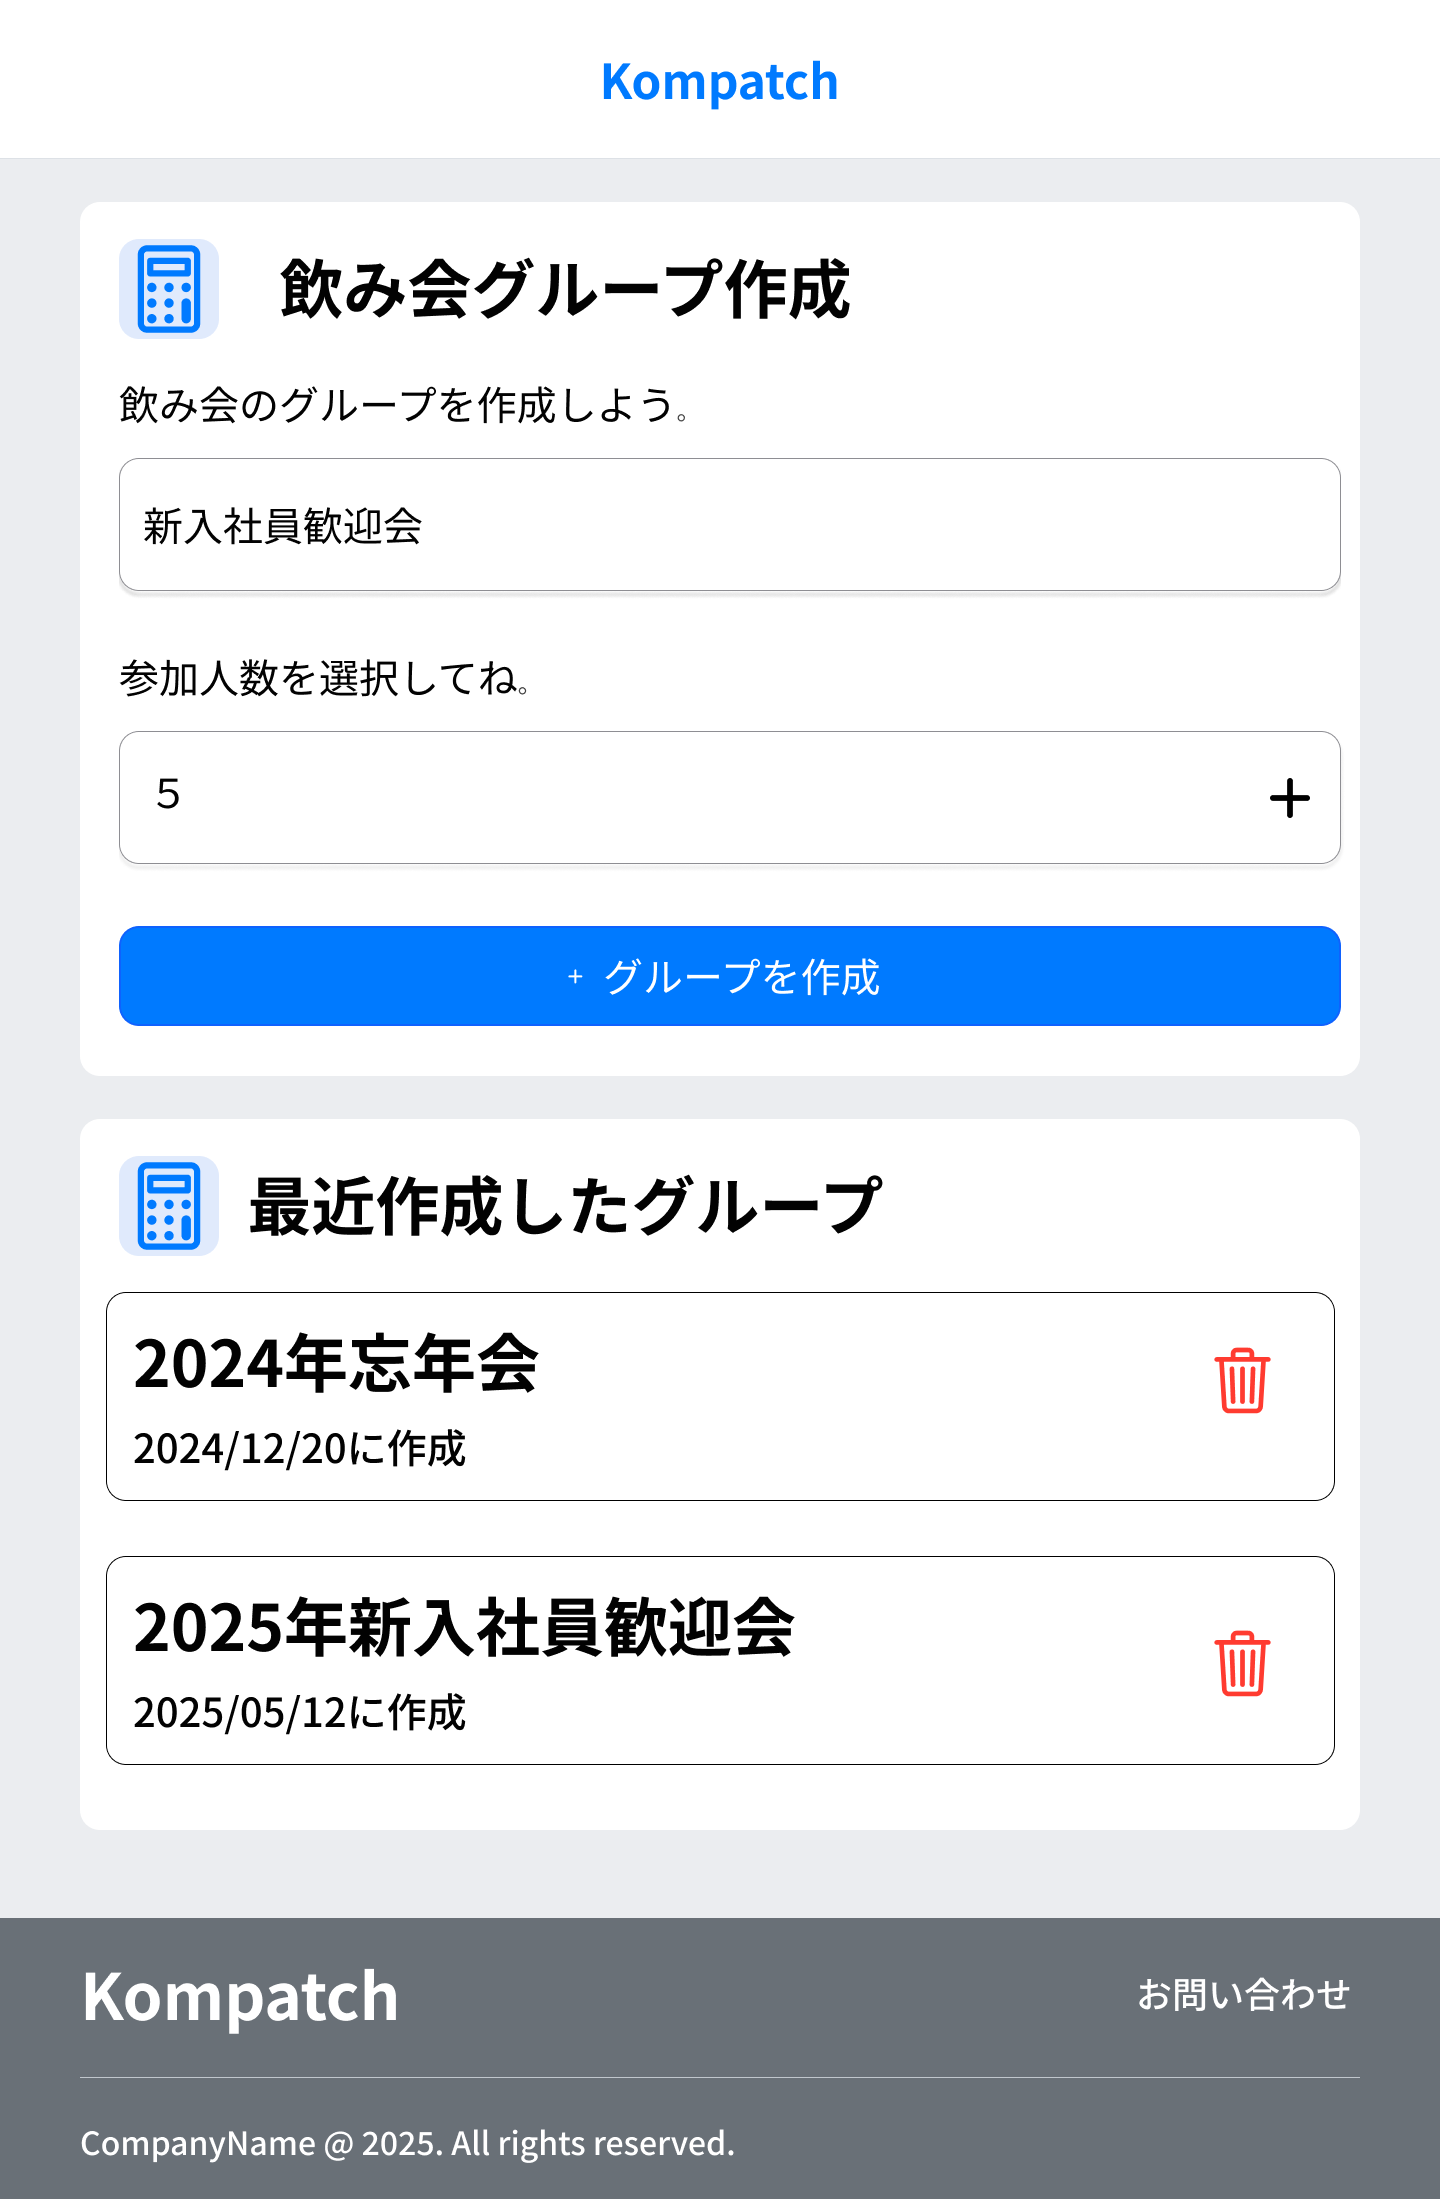 Kompatch
飲み会グループ作成
飲み会のグループを作成しよう。
新入社員歓迎会
参加人数を選択してね。
５
+ グループを作成
最近作成したグループ
2024年忘年会
2024/12/20に作成
2025年新入社員歓迎会
2025/05/12に作成
Kompatch
お問い合わせ
CompanyName @ 2025. All rights reserved.